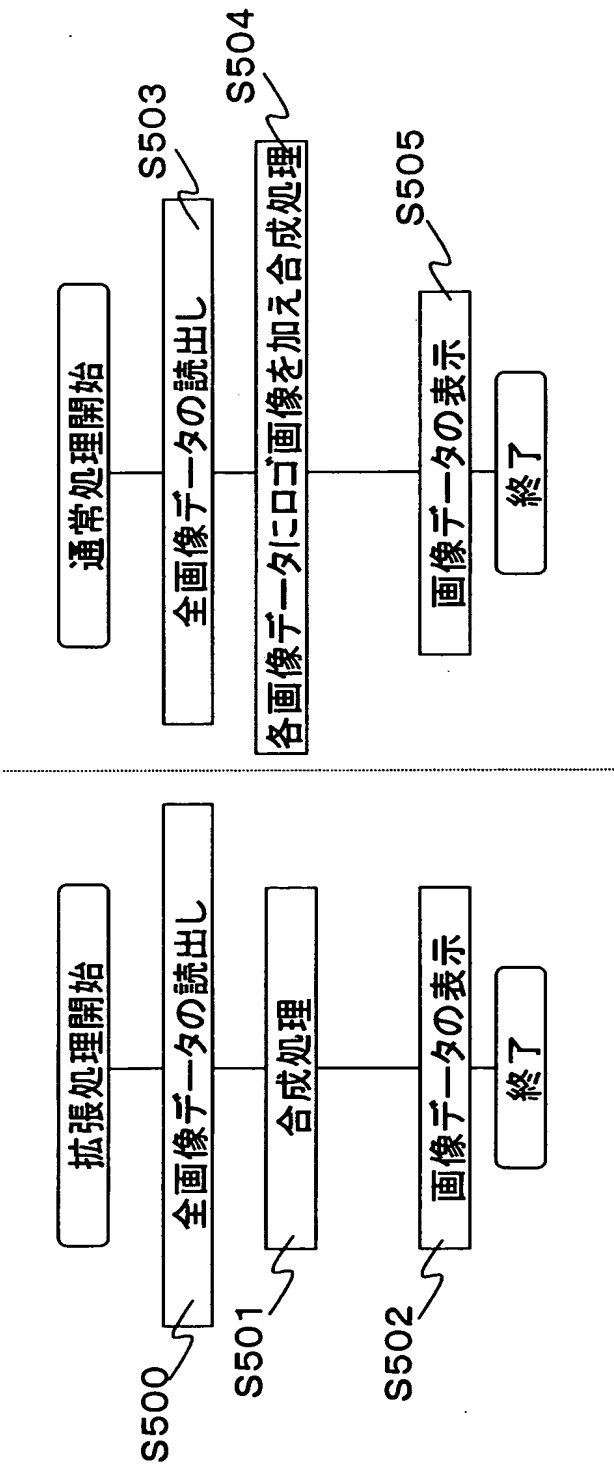 拡張処理開始
S500
全画像データの読出し
S501
合成処理
S502
画像データの表示
終了
通常処理開始
S503
全画像データの読出し
S504
各画像データにロゴ画像を加え合成処理
S505
画像データの表示
終了